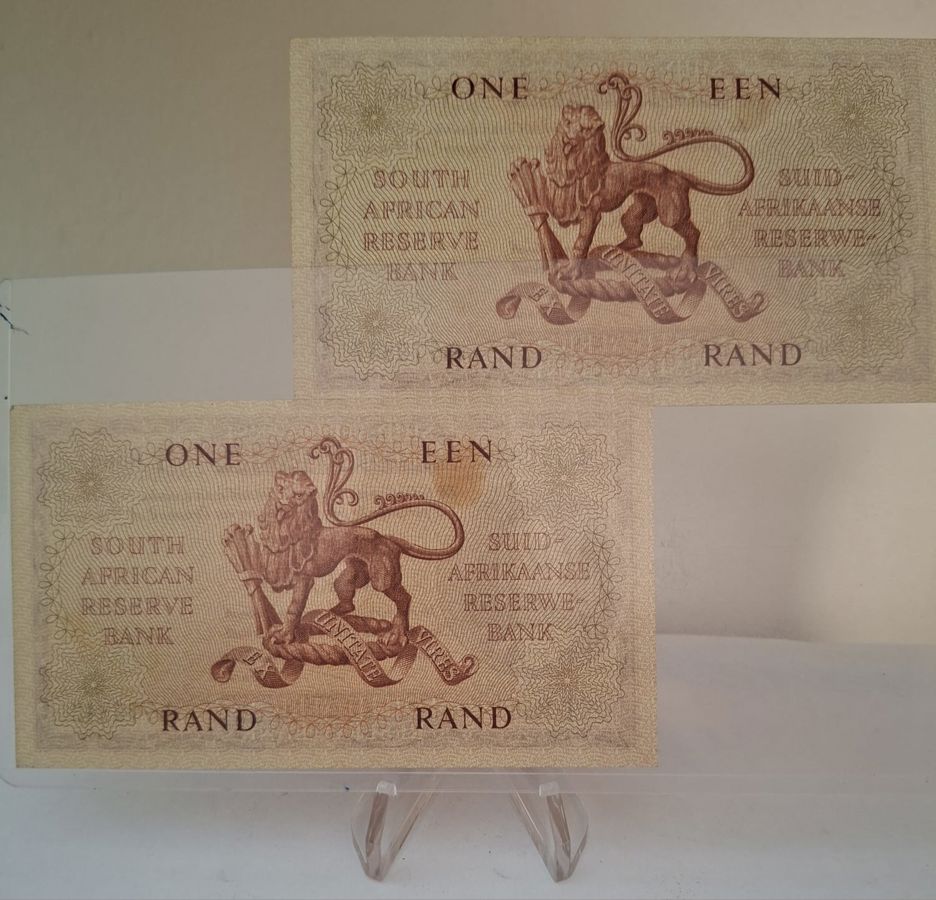 ONE EEN
SOUTH
AFRICAN
RESERVE
BANK
SUID-
AFRIKAANSE
RESERWE-
BANK
EX UNITATE VIRES
RAND RAND
ONE EEN
SOUTH
AFRICAN
RESERVE
BANK
SUID-
AFRIKAANSE
RESERWE-
BANK
EX UNITATE VIRES
RAND RAND